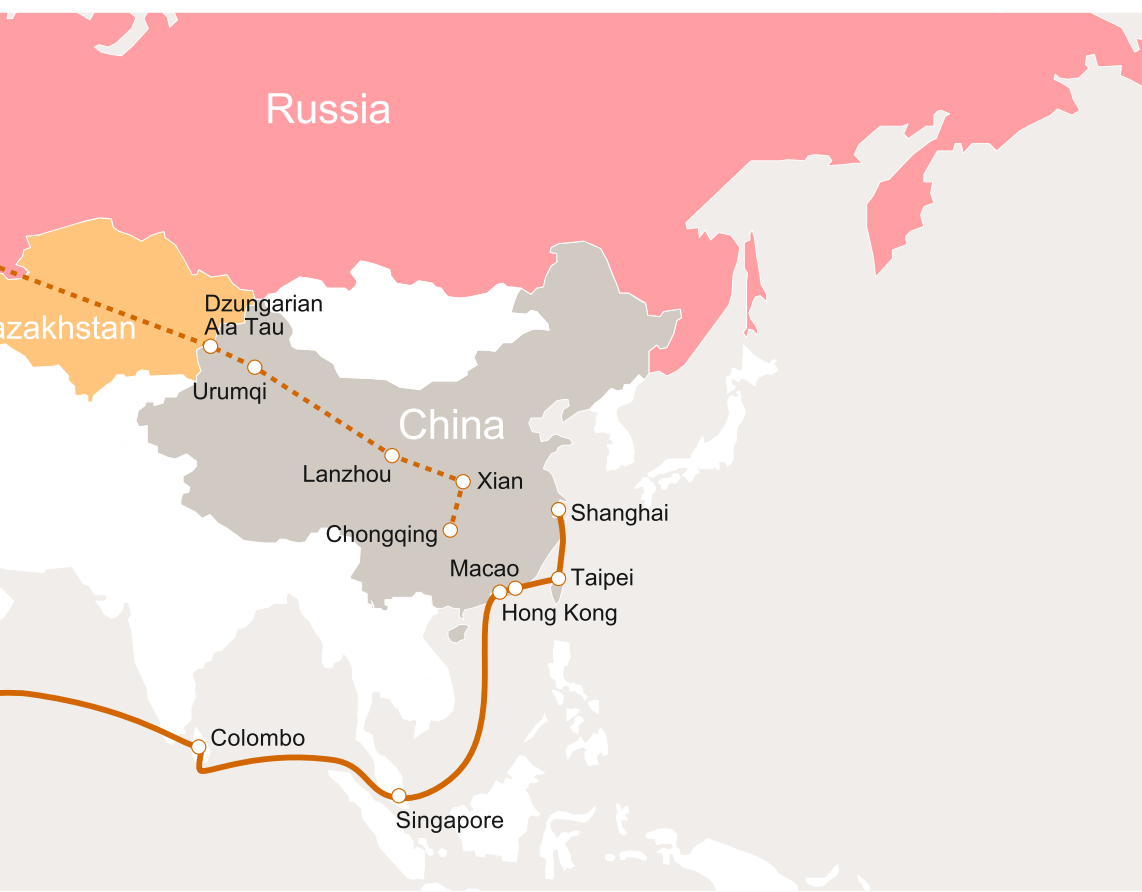 Russia
Dzungarian
Ala Tau
azakhstan
Urumqi
China
Lanzhou
Xian
Shanghai
Chongqing
Macao
Taipei
Hong Kong
Colombo
Singapore